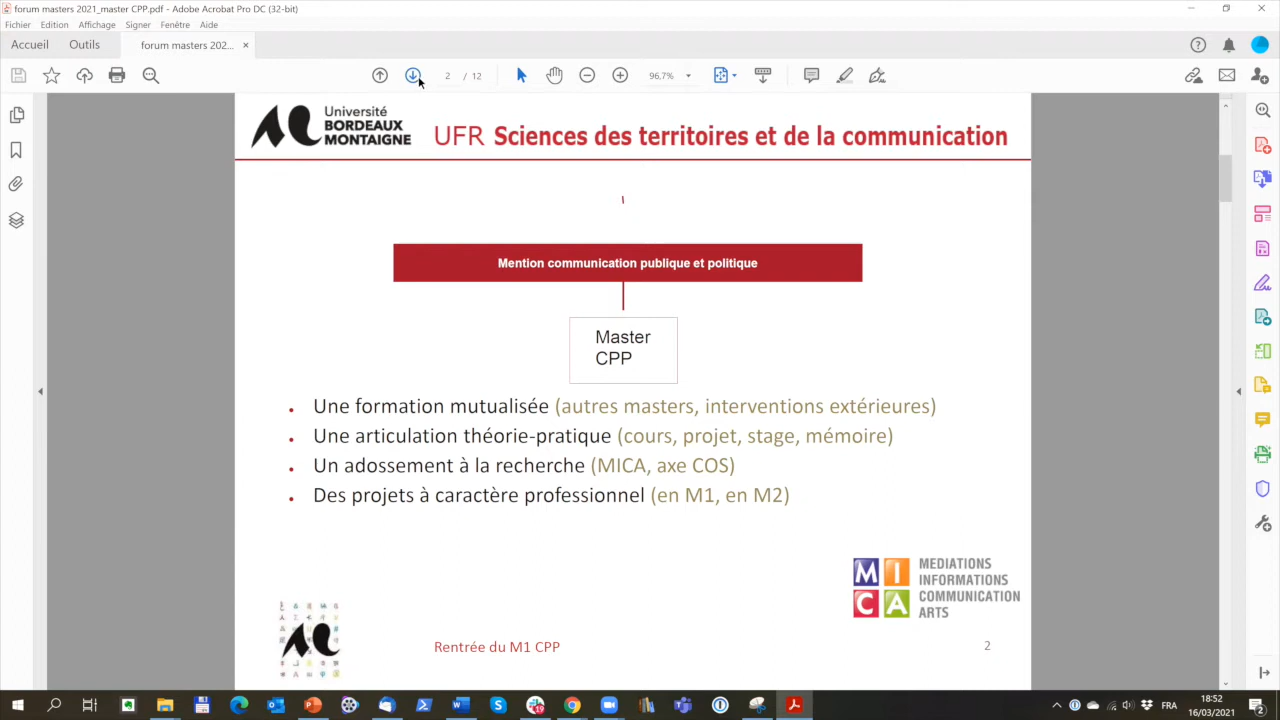 forum masters 2021_master CPP.pdf - Adobe Acrobat Pro DC (32-bit)
Fichier Edition Affichage Signer Fenêtre Aide
Accueil Outils forum masters 202... ×
2 / 12 96,7%
Université
BORDEAUX
MONTAIGNE
UFR Sciences des territoires et de la communication
Mention communication publique et politique
Master
CPP
• Une formation mutualisée (autres masters, interventions extérieures)
• Une articulation théorie-pratique (cours, projet, stage, mémoire)
• Un adossement à la recherche (MICA, axe COS)
• Des projets à caractère professionnel (en M1, en M2)
MICA
MEDIATIONS
INFORMATIONS
COMMUNICATION
ARTS
Rentrée du M1 CPP
2
FRA
18:52
16/03/2021